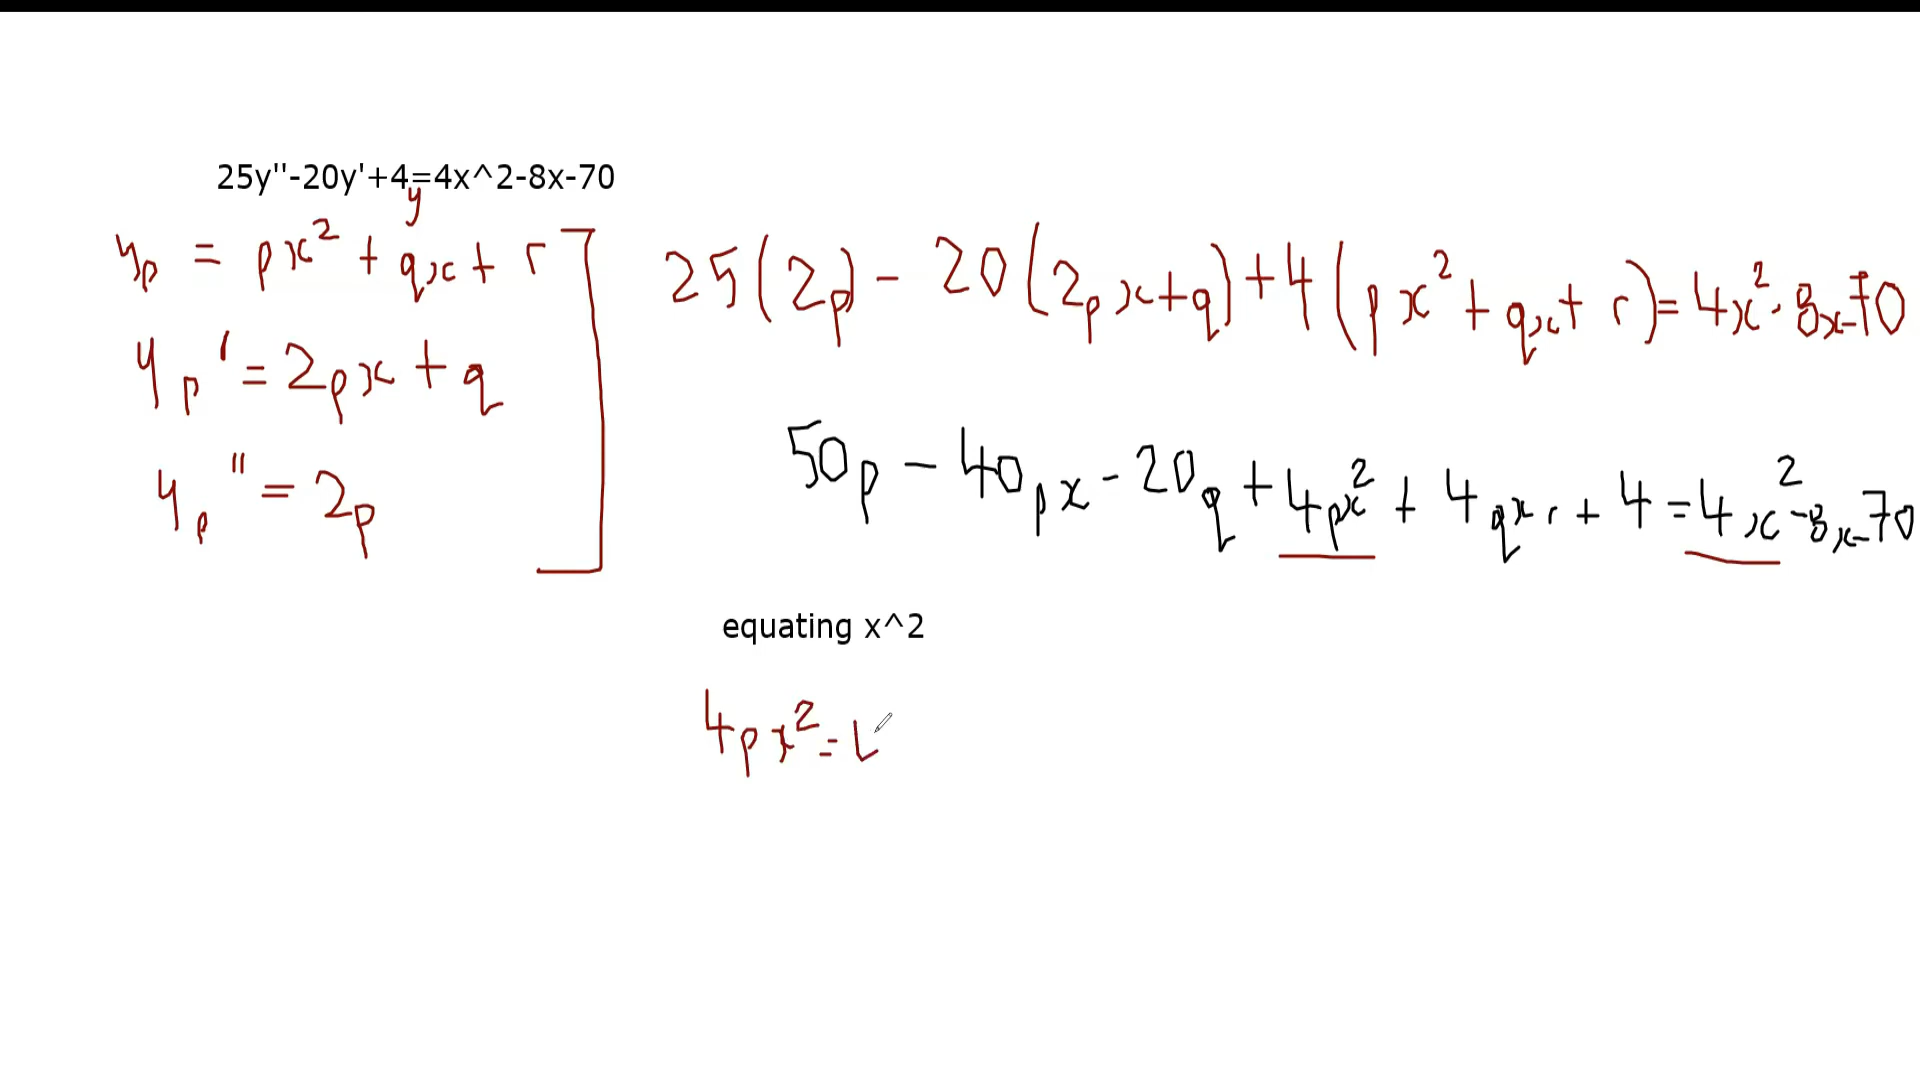 25y''-20y'+4=4x^2-8x-70
y
yp = px² + qx + r
25(2p) - 20(2px+q) + 4(px² + qx + r) = 4x² - 8x-70
yp' = 2px + q
50p - 40px - 20q + 4px² + 4qx r + 4 = 4x² - 8x-70
yp'' = 2p
equating x^2
4px² = L